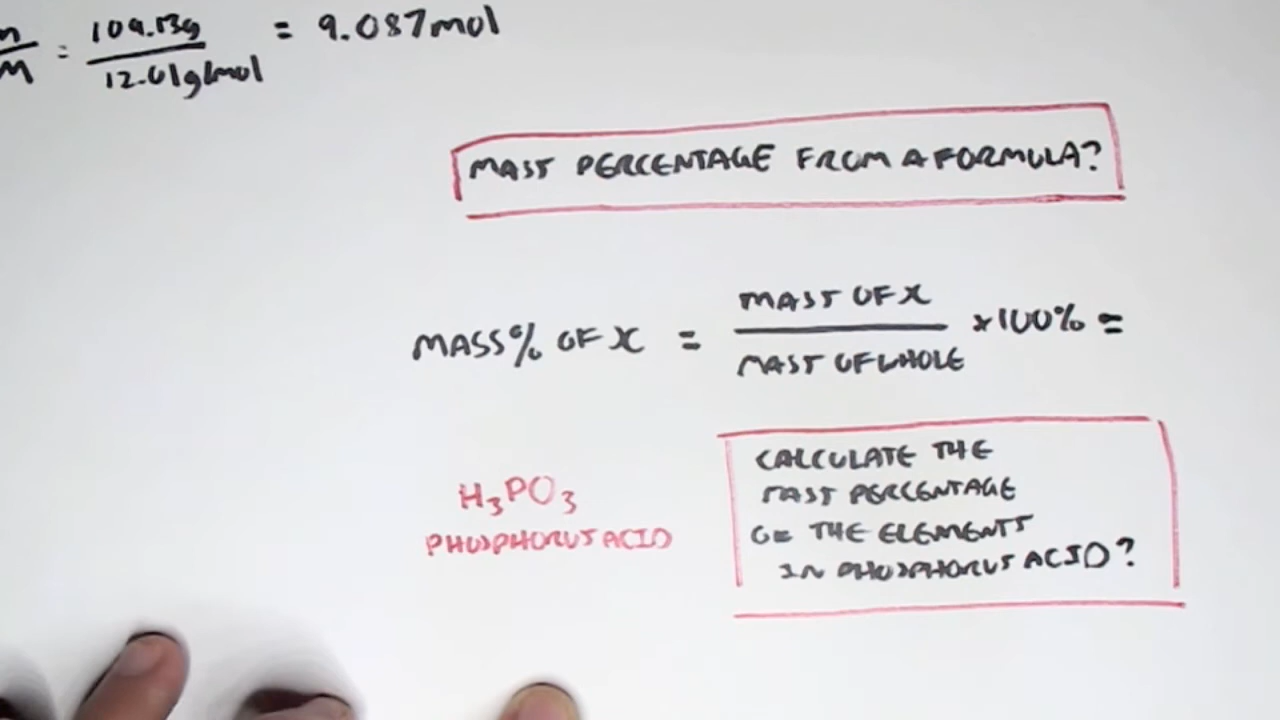 m/M = 109.13g/12.01g/mol = 9.087mol
MASS PERCENTAGE FROM A FORMULA?
MASS% OF X = MASS OF X/MASS OF WHOLE × 100% =
H₃PO₃
PHOSPHORUS ACID
CALCULATE THE
MASS PERCENTAGE
OF THE ELEMENTS
IN PHOSPHORUS ACID?